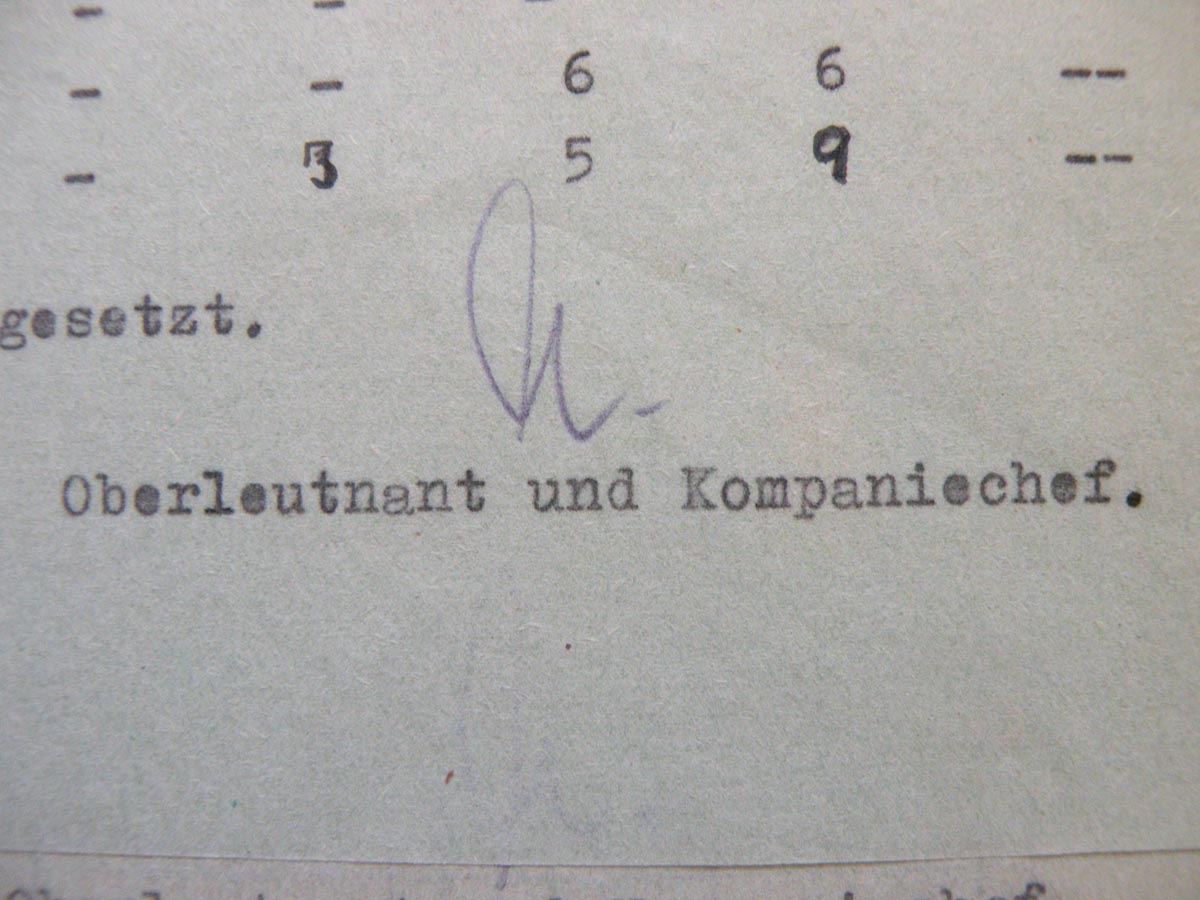 - - -
- - 6 6 --
- 3 5 9 --
gesetzt.
Oberleutnant und Kompaniechef.